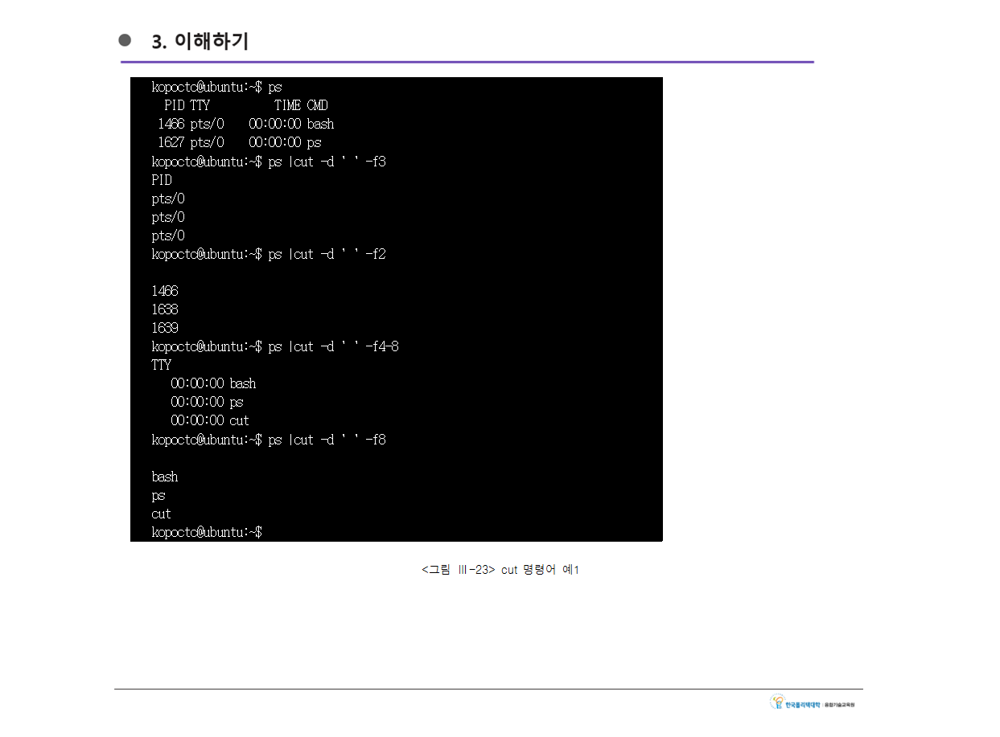 3. 이해하기
kopoctc@ubuntu:~$ ps
  PID TTY          TIME CMD
 1466 pts/0    00:00:00 bash
 1627 pts/0    00:00:00 ps
kopoctc@ubuntu:~$ ps |cut -d ' ' -f3
PID
pts/0
pts/0
pts/0
kopoctc@ubuntu:~$ ps |cut -d ' ' -f2

1466
1638
1639
kopoctc@ubuntu:~$ ps |cut -d ' ' -f4-8
TTY
   00:00:00 bash
   00:00:00 ps
   00:00:00 cut
kopoctc@ubuntu:~$ ps |cut -d ' ' -f8

bash
ps
cut
kopoctc@ubuntu:~$
<그림 Ⅲ-23> cut 명령어 예1
한국폴리텍대학 | 융합기술교육원